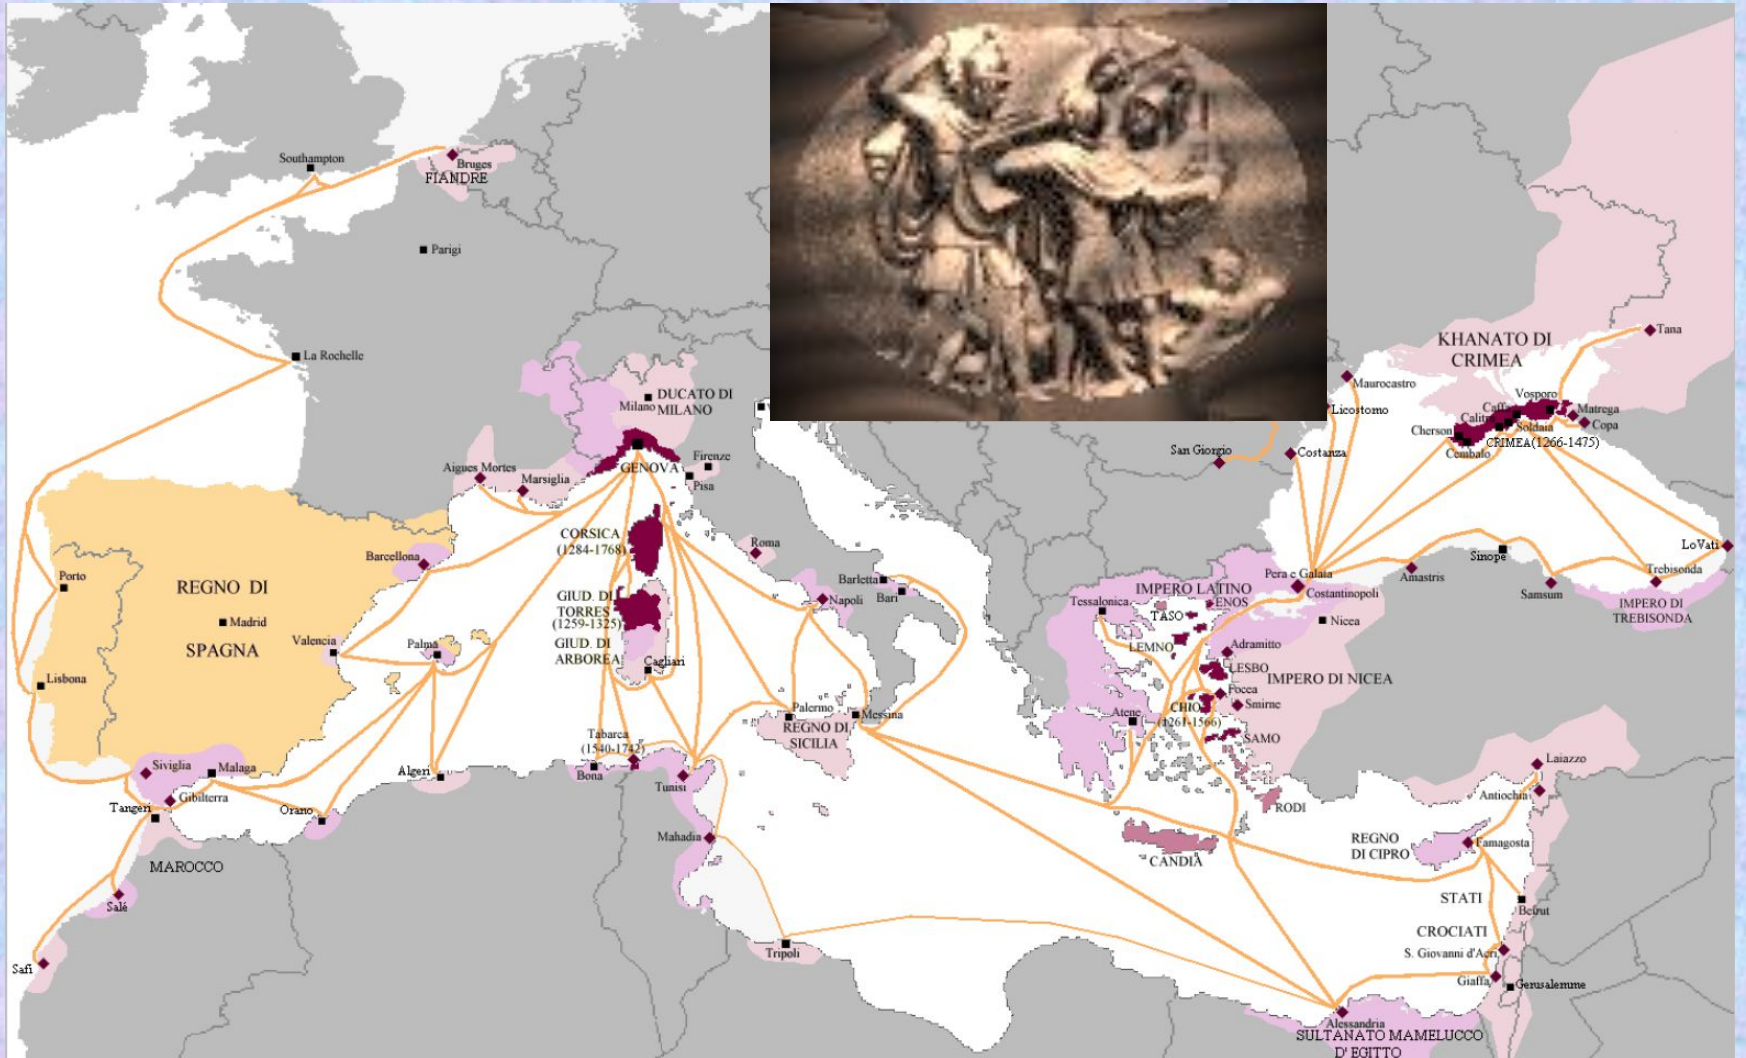 Southampton
Bruges
FIANDRE
Parigi
La Rochelle
DUCATO DI
MILANO
Milano
GENOVA
Firenze
Pisa
Aigues Mortes
Marsiglia
CORSICA
(1284-1768)
Roma
Barcellona
Porto
REGNO DI
SPAGNA
Madrid
Valencia
Palma
Lisbona
GIUD. DI
TORRES
(1259-1325)
GIUD. DI
ARBOREA
Cagliari
Napoli
Barletta
Bari
Palermo
Messina
REGNO DI
SICILIA
Tabarca
(1540-1742)
Bona
Tunisi
Mahadia
Algeri
Orano
Siviglia
Malaga
Gibilterra
Tangeri
MAROCCO
Salé
Safi
Tripoli
KHANATO DI
CRIMEA
Tana
Maurocastro
Licostomo
Vosporo
Caffa
Matrega
Copa
Soldaia
Cherson
Cembalo
CRIMEA(1266-1475)
San Giorgio
Costanza
LoVati
Sinope
Trebisonda
Amastris
Samsum
IMPERO DI
TREBISONDA
Pera e Galata
Costantinopoli
IMPERO LATINO
ENOS
Tessalonica
TASO
Nicea
LEMNO
Adramitto
LESBO
IMPERO DI NICEA
Focea
Smirne
CHIO
(1261-1566)
Atene
SAMO
RODI
CANDIA
Laiazzo
Antiochia
REGNO
DI CIPRO
Famagosta
STATI
CROCIATI
Beirut
S. Giovanni d'Acri
Giaffa
Gerusalemme
Alessandria
SULTANATO MAMELUCCO
D'EGITTO